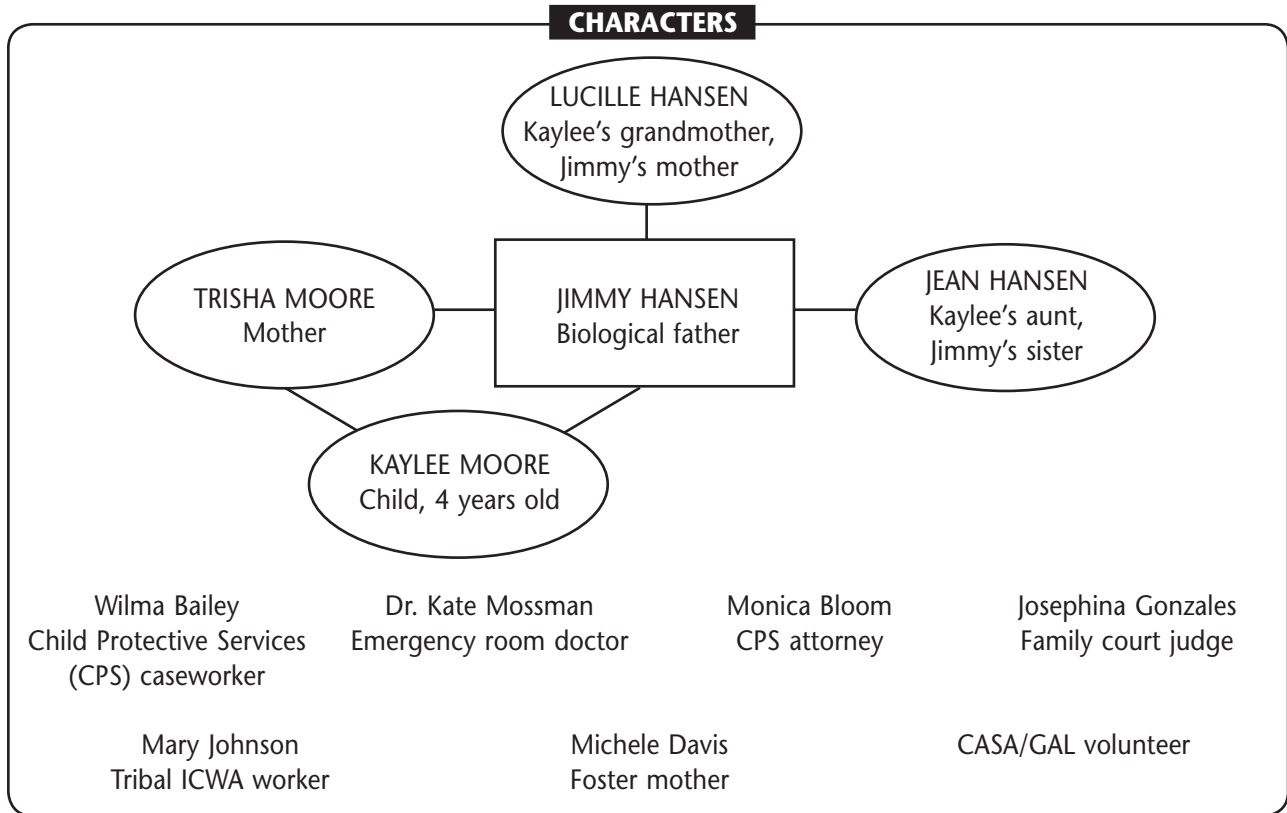 CHARACTERS
LUCILLE HANSEN
Kaylee’s grandmother,
Jimmy’s mother
TRISHA MOORE
Mother
JIMMY HANSEN
Biological father
JEAN HANSEN
Kaylee’s aunt,
Jimmy’s sister
KAYLEE MOORE
Child, 4 years old
Wilma Bailey
Child Protective Services
(CPS) caseworker
Dr. Kate Mossman
Emergency room doctor
Monica Bloom
CPS attorney
Josephina Gonzales
Family court judge
Mary Johnson
Tribal ICWA worker
Michele Davis
Foster mother
CASA/GAL volunteer